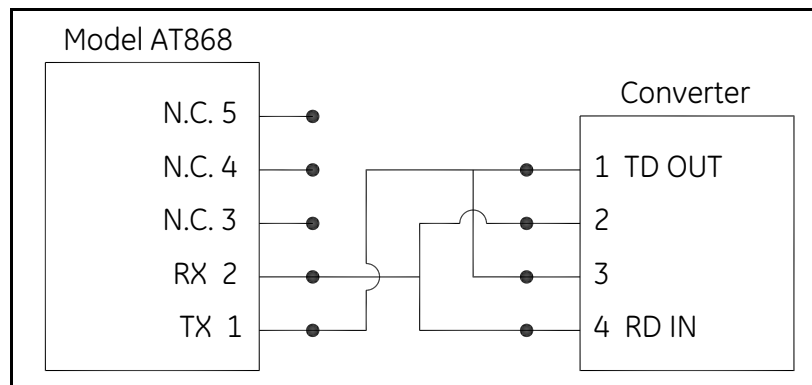 Model AT868
N.C. 5
N.C. 4
N.C. 3
RX 2
TX 1
Converter
1 TD OUT
2
3
4 RD IN